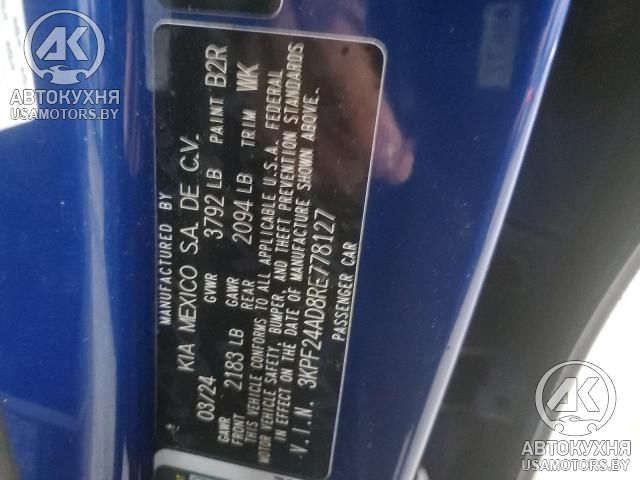 MANUFACTURED BY
KIA MEXICO S.A. DE C.V.
03/24 GVWR 3792 LB PAINT B2R
GAWR FRONT 2183 LB GAWR REAR 2094 LB TRIM WK
THIS VEHICLE CONFORMS TO ALL APPLICABLE U.S.A. FEDERAL
MOTOR VEHICLE SAFETY, BUMPER, AND THEFT PREVENTION STANDARDS
IN EFFECT ON THE DATE OF MANUFACTURE SHOWN ABOVE.
V.I.N. 3KPF24AD8RE778127
PASSENGER CAR
АК
АВТОКУХНЯ
USAMOTORS.BY
АК
АВТОКУХНЯ
USAMOTORS.BY